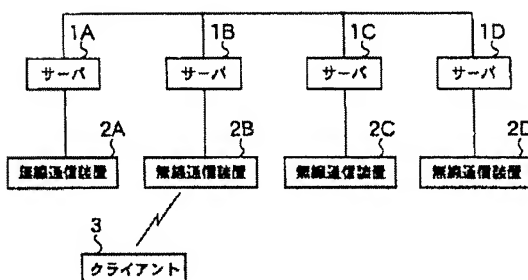 1A 1B 1C 1D
サーバ サーバ サーバ サーバ
2A 2B 2C 2D
無線通信装置 無線通信装置 無線通信装置 無線通信装置
3
クライアント